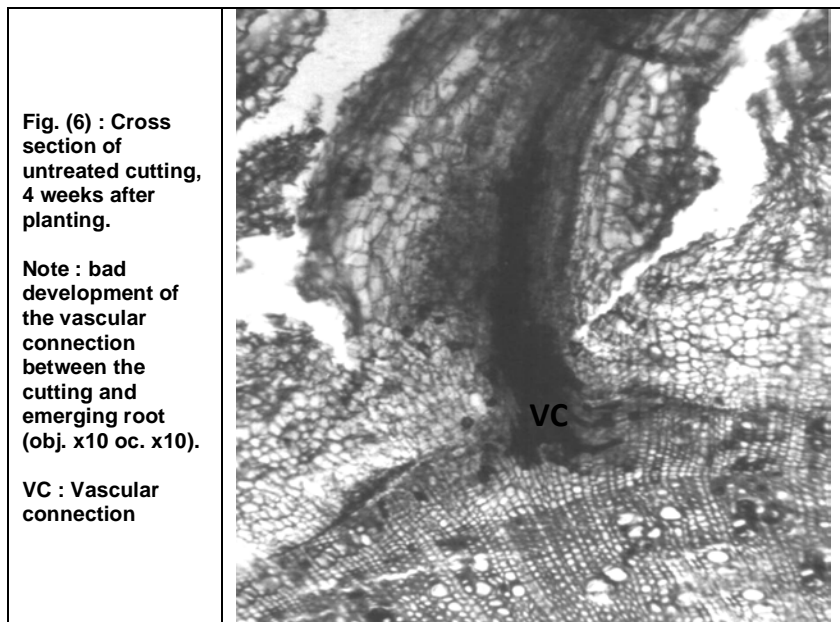 Fig. (6) : Cross
section of
untreated cutting,
4 weeks after
planting.
Note : bad
development of
the vascular
connection
between the
cutting and
emerging root
(obj. x10 oc. x10).
VC : Vascular
connection
VC